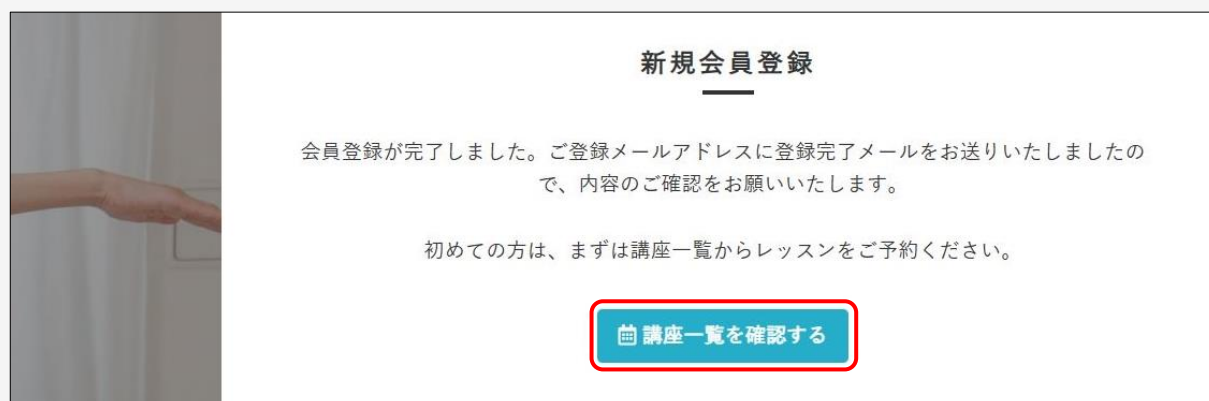 新規会員登録
会員登録が完了しました。ご登録メールアドレスに登録完了メールをお送りいたしましたの
で、内容のご確認をお願いいたします。
初めての方は、まずは講座一覧からレッスンをご予約ください。
講座一覧を確認する